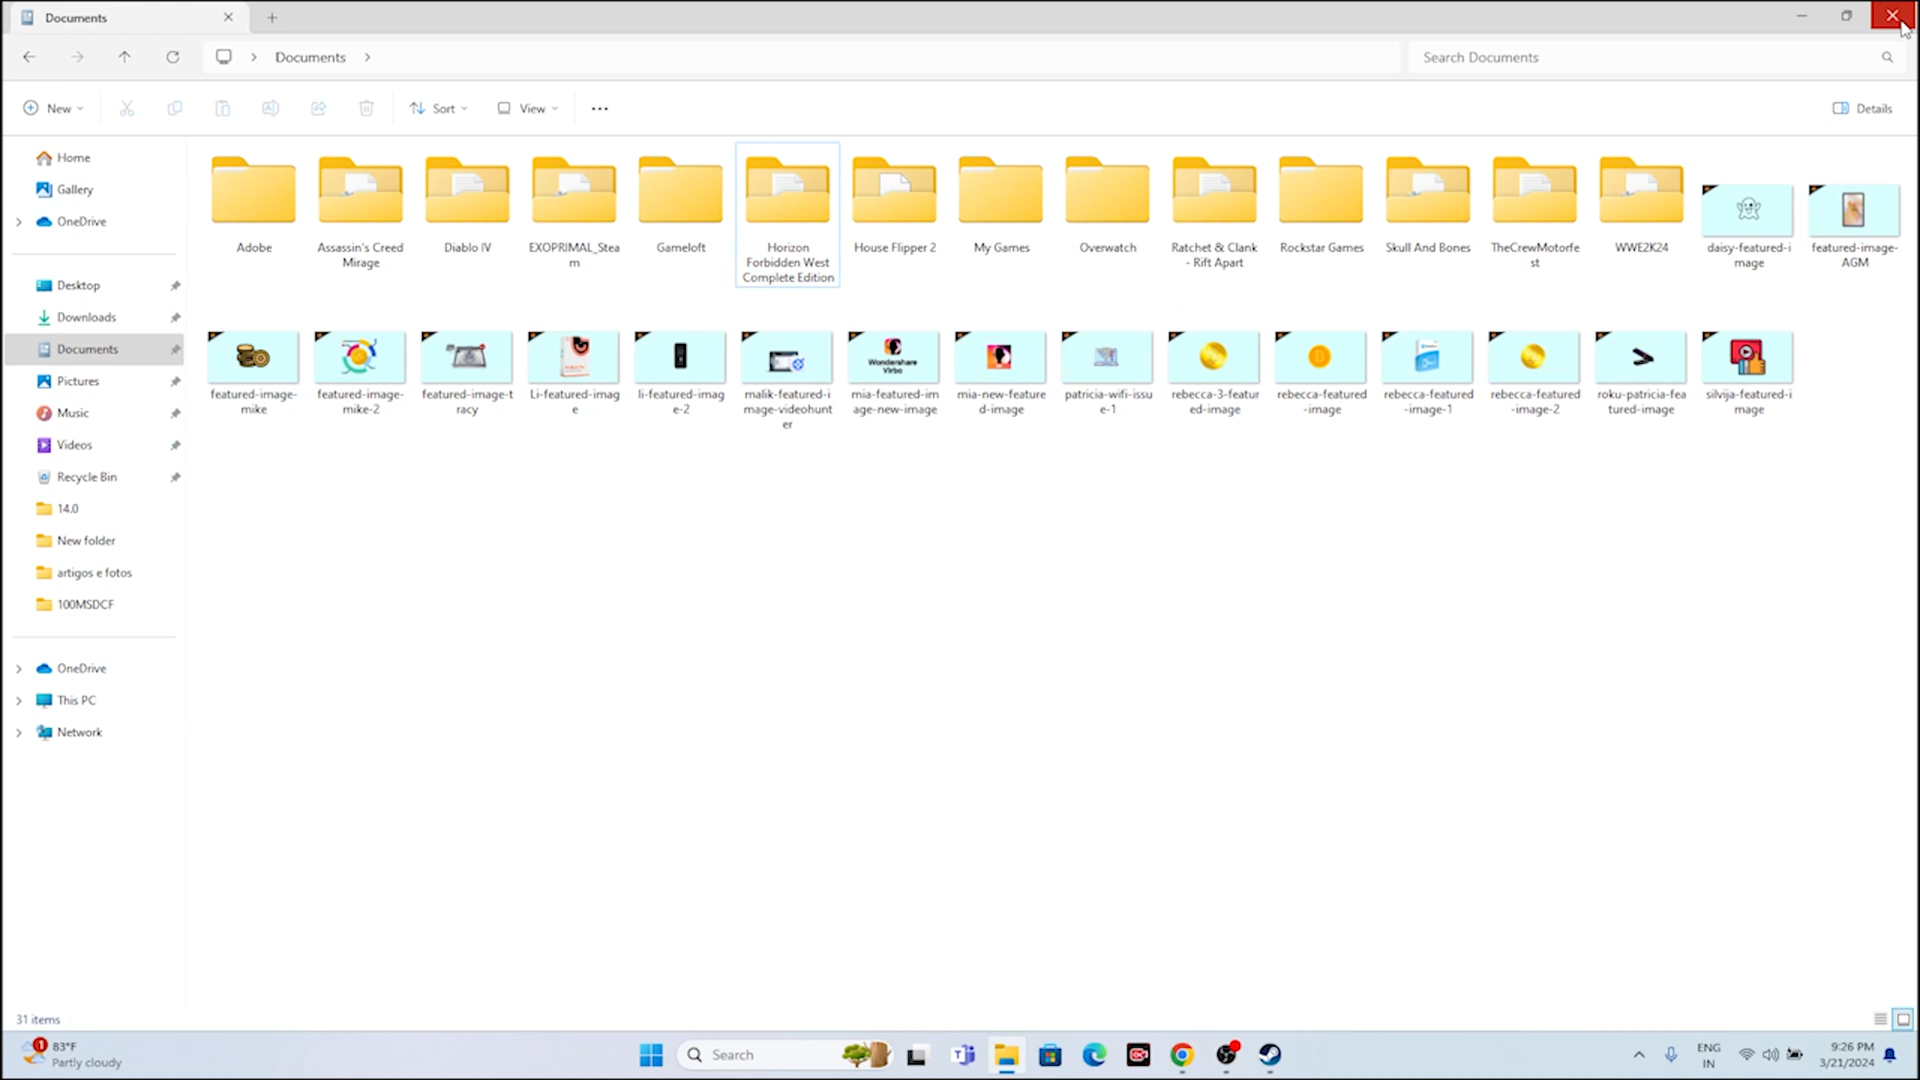 Documents
Documents
Search Documents
New
Sort
View
Details
Home
Gallery
OneDrive
Desktop
Downloads
Documents
Pictures
Music
Videos
Recycle Bin
14.0
New folder
artigos e fotos
100MSDCF
OneDrive
This PC
Network
Adobe
Assassin's Creed
Mirage
Diablo IV
EXOPRIMAL_Stea
m
Gameloft
Horizon
Forbidden West
Complete Edition
House Flipper 2
My Games
Overwatch
Ratchet & Clank
- Rift Apart
Rockstar Games
Skull And Bones
TheCrewMotorfe
st
WWE2K24
daisy-featured-i
mage
featured-image-
AGM
featured-image-
mike
featured-image-
mike-2
featured-image-t
racy
Li-featured-imag
e
li-featured-imag
e-2
malik-featured-i
mage-videohunt
er
Wondershare
Virbo
mia-featured-im
age-new-image
mia-new-feature
d-image
patricia-wifi-issu
e-1
rebecca-3-featur
ed-image
rebecca-featured
-image
rebecca-featured
-image-1
rebecca-featured
-image-2
roku-patricia-fea
tured-image
silvija-featured-i
mage
31 items
1
83°F
Partly cloudy
Search
ENG
IN
9:26 PM
3/21/2024